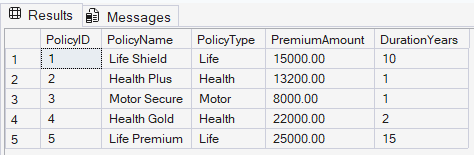 Results Messages
PolicyID PolicyName PolicyType PremiumAmount DurationYears
1 1 Life Shield Life 15000.00 10
2 2 Health Plus Health 13200.00 1
3 3 Motor Secure Motor 8000.00 1
4 4 Health Gold Health 22000.00 2
5 5 Life Premium Life 25000.00 15